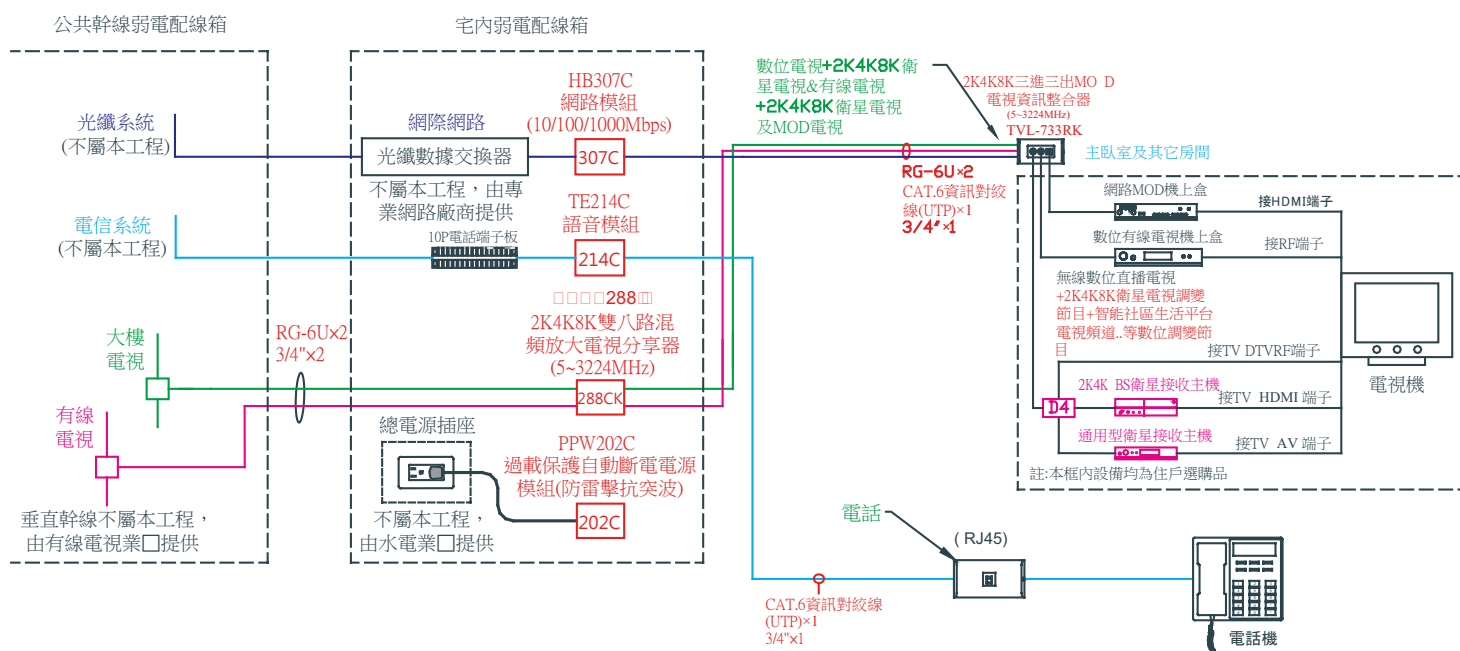 公共幹線弱電配線箱
宅內弱電配線箱
光纖系統
(不屬本工程)
電信系統
(不屬本工程)
大樓
電視
有線
電視
RG-6U×2
3/4"×2
垂直幹線不屬本工程，
由有線電視業□提供
網際網路
光纖數據交換器
不屬本工程，由專
業網路廠商提供
10P電話端子板
HB307C
網路模組
(10/100/1000Mbps)
307C
TE214C
語音模組
214C
□□□□288□
2K4K8K雙八路混
頻放大電視分享器
(5~3224MHz)
288CK
總電源插座
不屬本工程，
由水電業□提供
PPW202C
過載保護自動斷電電源
模組(防雷擊抗突波)
202C
數位電視+2K4K8K衛
星電視&有線電視
+2K4K8K衛星電視
及MOD電視
2K4K8K三進三出MO D
電視資訊整合器
(5~3224MHz)
TVL-733RK
RG-6U×2
CAT.6資訊對絞
線(UTP)×1
3/4"×1
主臥室及其它房間
網路MOD機上盒
接HDMI端子
數位有線電視機上盒
接RF端子
無線數位直播電視
+2K4K8K衛星電視調變
節目+智能社區生活平台
電視頻道..等數位調變節
目
接TV DTVRF端子
2K4K BS衛星接收主機
接TV HDMI 端子
D4
通用型衛星接收主機
接TV AV 端子
電視機
註:本框內設備均為住戶選購品
電話
( RJ45)
CAT.6資訊對絞線
(UTP)×1
3/4"×1
電話機